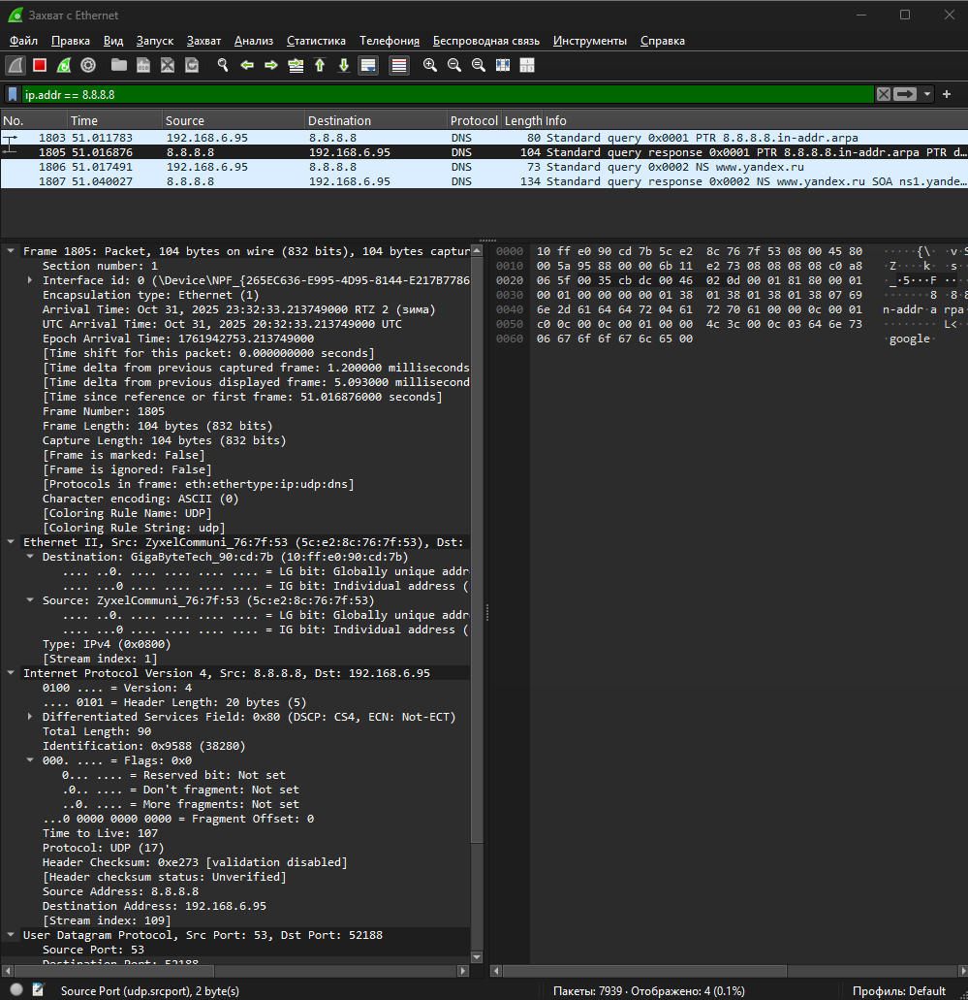 Захват с Ethernet
Файл Правка Вид Запуск Захват Анализ Статистика Телефония Беспроводная связь Инструменты Справка
ip.addr == 8.8.8.8
No. Time Source Destination Protocol Length Info
1803 51.011783 192.168.6.95 8.8.8.8 DNS 80 Standard query 0x0001 PTR 8.8.8.8.in-addr.arpa
1805 51.016876 8.8.8.8 192.168.6.95 DNS 104 Standard query response 0x0001 PTR 8.8.8.8.in-addr.arpa PTR d…
1806 51.017491 192.168.6.95 8.8.8.8 DNS 73 Standard query 0x0002 NS www.yandex.ru
1807 51.040027 8.8.8.8 192.168.6.95 DNS 134 Standard query response 0x0002 NS www.yandex.ru SOA ns1.yande…
Frame 1805: Packet, 104 bytes on wire (832 bits), 104 bytes captur
Section number: 1
Interface id: 0 (\Device\NPF_{265EC636-E995-4D95-8144-E217B7786
Encapsulation type: Ethernet (1)
Arrival Time: Oct 31, 2025 23:32:33.213749000 RTZ 2 (зима)
UTC Arrival Time: Oct 31, 2025 20:32:33.213749000 UTC
Epoch Arrival Time: 1761942753.213749000
[Time shift for this packet: 0.000000000 seconds]
[Time delta from previous captured frame: 1.200000 milliseconds
[Time delta from previous displayed frame: 5.093000 millisecond
[Time since reference or first frame: 51.016876000 seconds]
Frame Number: 1805
Frame Length: 104 bytes (832 bits)
Capture Length: 104 bytes (832 bits)
[Frame is marked: False]
[Frame is ignored: False]
[Protocols in frame: eth:ethertype:ip:udp:dns]
Character encoding: ASCII (0)
[Coloring Rule Name: UDP]
[Coloring Rule String: udp]
Ethernet II, Src: ZyxelCommuni_76:7f:53 (5c:e2:8c:76:7f:53), Dst:
Destination: GigaByteTech_90:cd:7b (10:ff:e0:90:cd:7b)
.... ..0. .... .... .... .... = LG bit: Globally unique addr
.... ...0 .... .... .... .... = IG bit: Individual address (
Source: ZyxelCommuni_76:7f:53 (5c:e2:8c:76:7f:53)
.... ..0. .... .... .... .... = LG bit: Globally unique addr
.... ...0 .... .... .... .... = IG bit: Individual address (
Type: IPv4 (0x0800)
[Stream index: 1]
Internet Protocol Version 4, Src: 8.8.8.8, Dst: 192.168.6.95
0100 .... = Version: 4
.... 0101 = Header Length: 20 bytes (5)
Differentiated Services Field: 0x80 (DSCP: CS4, ECN: Not-ECT)
Total Length: 90
Identification: 0x9588 (38280)
000. .... = Flags: 0x0
0... .... = Reserved bit: Not set
.0.. .... = Don't fragment: Not set
..0. .... = More fragments: Not set
...0 0000 0000 0000 = Fragment Offset: 0
Time to Live: 107
Protocol: UDP (17)
Header Checksum: 0xe273 [validation disabled]
[Header checksum status: Unverified]
Source Address: 8.8.8.8
Destination Address: 192.168.6.95
[Stream index: 109]
User Datagram Protocol, Src Port: 53, Dst Port: 52188
Source Port: 53
Destination Port: 52188
0000 10 ff e0 90 cd 7b 5c e2 8c 76 7f 53 08 00 45 80 ·····{\· ·v·S
0010 00 5a 95 88 00 00 6b 11 e2 73 08 08 08 08 c0 a8 ·Z····k· ·s··
0020 06 5f 00 35 cb dc 00 46 02 0d 00 01 81 80 00 01 ·_·5···F ····
0030 00 01 00 00 00 00 01 38 01 38 01 38 01 38 07 69 ·······8 ·8·8
0040 6e 2d 61 64 64 72 04 61 72 70 61 00 00 0c 00 01 n-addr·a rpa·
0050 c0 0c 00 0c 00 01 00 00 4c 3c 00 0c 03 64 6e 73 ········ L<··
0060 06 67 6f 6f 67 6c 65 00 ·google·
Source Port (udp.srcport), 2 byte(s)
Пакеты: 7939 · Отображено: 4 (0.1%)
Профиль: Default